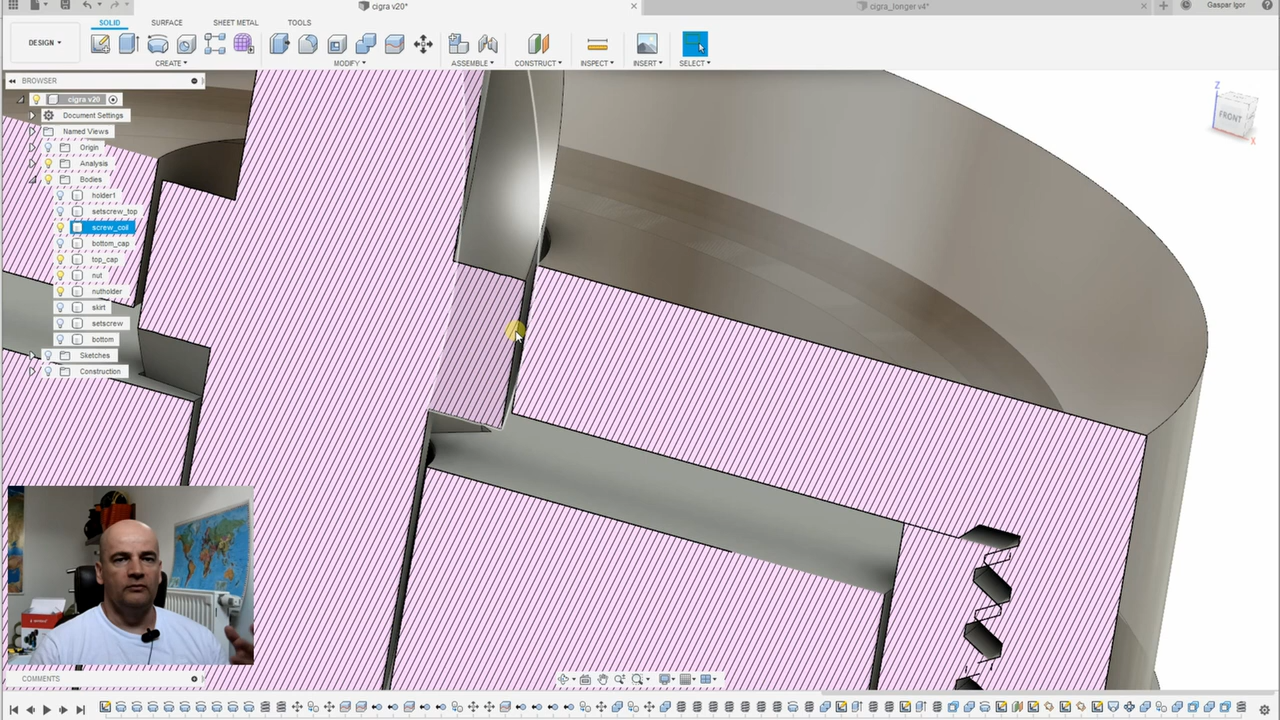 cigra v20*
cigra_longer v4*
Gaspar Igor
SOLID
SURFACE
SHEET METAL
TOOLS
DESIGN
CREATE
MODIFY
ASSEMBLE
CONSTRUCT
INSPECT
INSERT
SELECT
BROWSER
cigra v20
Document Settings
Named Views
Origin
Analysis
Bodies
holder1
setscrew_top
screw_coil
bottom_cap
top_cap
nut
nutholder
skirt
setscrew
bottom
Sketches
Construction
Z
FRONT
X
COMMENTS